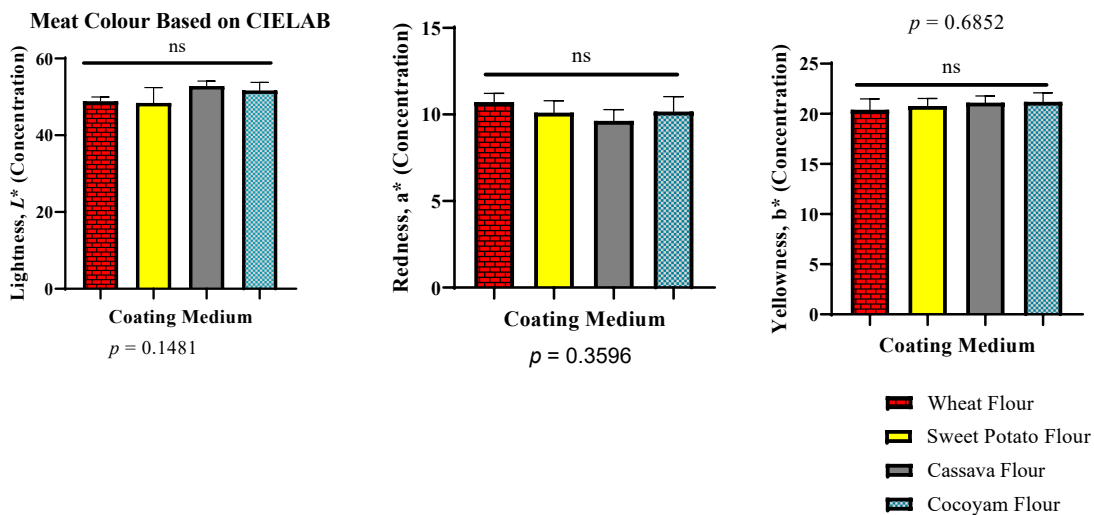 Meat Colour Based on CIELAB
ns
Lightness, L* (Concentration)
60
40
20
0
Coating Medium
p = 0.1481
ns
Redness, a* (Concentration)
15
10
5
0
Coating Medium
p = 0.3596
p = 0.6852
ns
Yellowness, b* (Concentration)
25
20
15
10
5
0
Coating Medium
Wheat Flour
Sweet Potato Flour
Cassava Flour
Cocoyam Flour